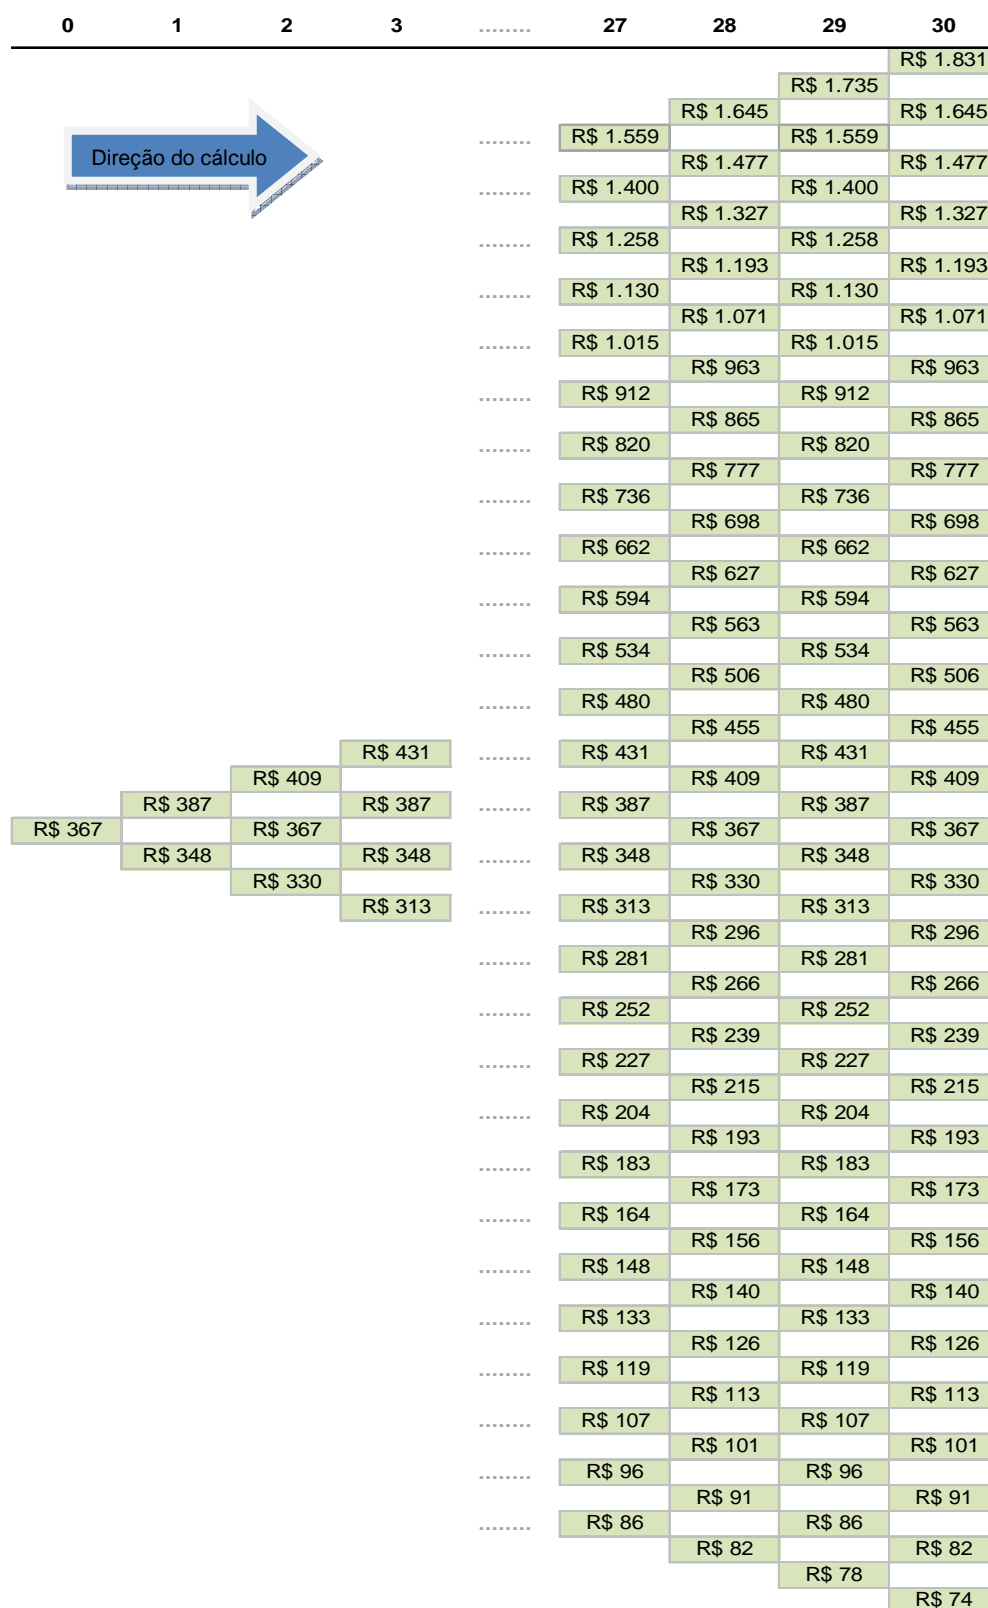 0 1 2 3 ........ 27 28 29 30
R$ 1.831
R$ 1.735
R$ 1.645 R$ 1.645
........ R$ 1.559 R$ 1.559
Direção do cálculo
R$ 1.477 R$ 1.477
........ R$ 1.400 R$ 1.400
R$ 1.327 R$ 1.327
........ R$ 1.258 R$ 1.258
R$ 1.193 R$ 1.193
........ R$ 1.130 R$ 1.130
R$ 1.071 R$ 1.071
........ R$ 1.015 R$ 1.015
R$ 963 R$ 963
........ R$ 912 R$ 912
R$ 865 R$ 865
........ R$ 820 R$ 820
R$ 777 R$ 777
........ R$ 736 R$ 736
R$ 698 R$ 698
........ R$ 662 R$ 662
R$ 627 R$ 627
........ R$ 594 R$ 594
R$ 563 R$ 563
........ R$ 534 R$ 534
R$ 506 R$ 506
........ R$ 480 R$ 480
R$ 455 R$ 455
R$ 431 ........ R$ 431 R$ 431
R$ 409 R$ 409 R$ 409
R$ 387 R$ 387 ........ R$ 387 R$ 387
R$ 367 R$ 367 R$ 367 R$ 367
R$ 348 R$ 348 ........ R$ 348 R$ 348
R$ 330 R$ 330 R$ 330
R$ 313 ........ R$ 313 R$ 313
R$ 296 R$ 296
........ R$ 281 R$ 281
R$ 266 R$ 266
........ R$ 252 R$ 252
R$ 239 R$ 239
........ R$ 227 R$ 227
R$ 215 R$ 215
........ R$ 204 R$ 204
R$ 193 R$ 193
........ R$ 183 R$ 183
R$ 173 R$ 173
........ R$ 164 R$ 164
R$ 156 R$ 156
........ R$ 148 R$ 148
R$ 140 R$ 140
........ R$ 133 R$ 133
R$ 126 R$ 126
........ R$ 119 R$ 119
R$ 113 R$ 113
........ R$ 107 R$ 107
R$ 101 R$ 101
........ R$ 96 R$ 96
R$ 91 R$ 91
........ R$ 86 R$ 86
R$ 82 R$ 82
R$ 78
R$ 74